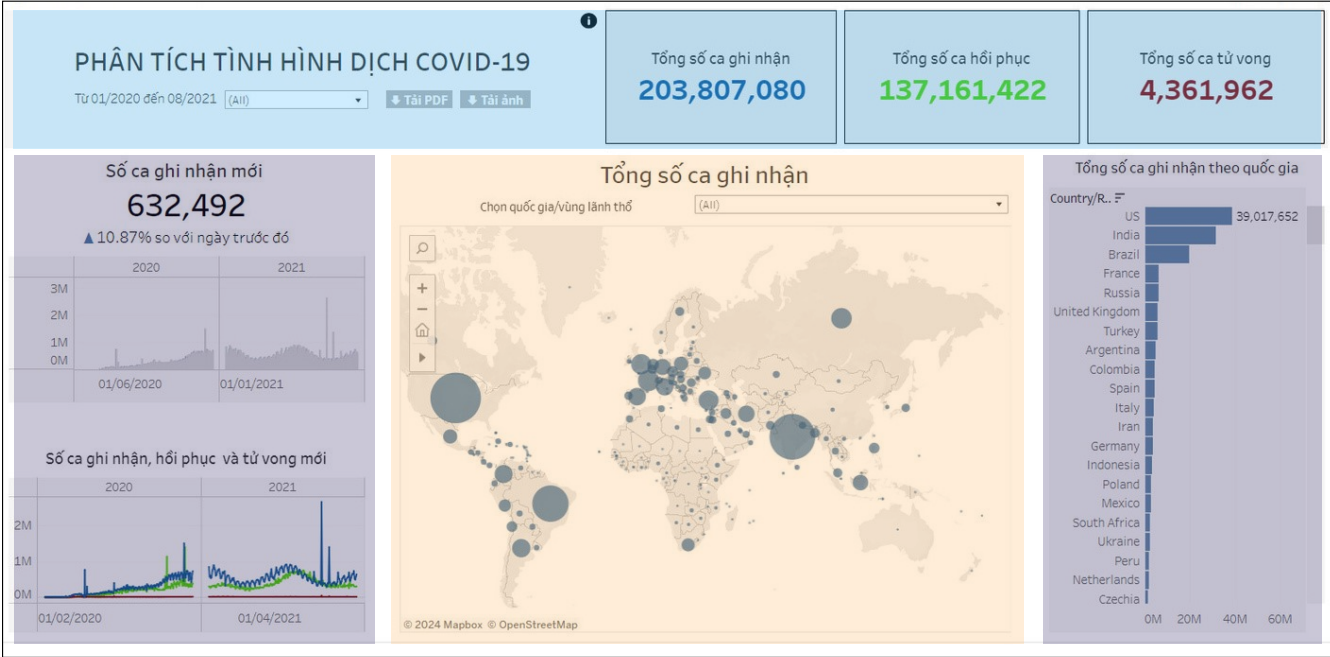 PHÂN TÍCH TÌNH HÌNH DỊCH COVID-19
Từ 01/2020 đến 08/2021 (All)
Tải PDF
Tải ảnh
Tổng số ca ghi nhận
203,807,080
Tổng số ca hồi phục
137,161,422
Tổng số ca tử vong
4,361,962
Số ca ghi nhận mới
632,492
▲ 10.87% so với ngày trước đó
2020 2021
3M
2M
1M
0M
01/06/2020 01/01/2021
Số ca ghi nhận, hồi phục và tử vong mới
2020 2021
2M
1M
0M
01/02/2020 01/04/2021
Tổng số ca ghi nhận
Chọn quốc gia/vùng lãnh thổ (All)
© 2024 Mapbox © OpenStreetMap
Tổng số ca ghi nhận theo quốc gia
Country/R..
US 39,017,652
India
Brazil
France
Russia
United Kingdom
Turkey
Argentina
Colombia
Spain
Italy
Iran
Germany
Indonesia
Poland
Mexico
South Africa
Ukraine
Peru
Netherlands
Czechia
0M 20M 40M 60M